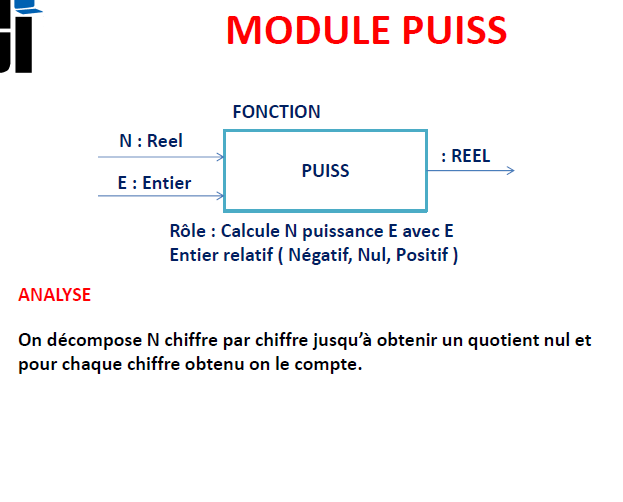 MODULE PUISS
FONCTION
N : Reel
E : Entier
PUISS
: REEL
Rôle : Calcule N puissance E avec E
Entier relatif ( Négatif, Nul, Positif )
ANALYSE
On décompose N chiffre par chiffre jusqu’à obtenir un quotient nul et
pour chaque chiffre obtenu on le compte.